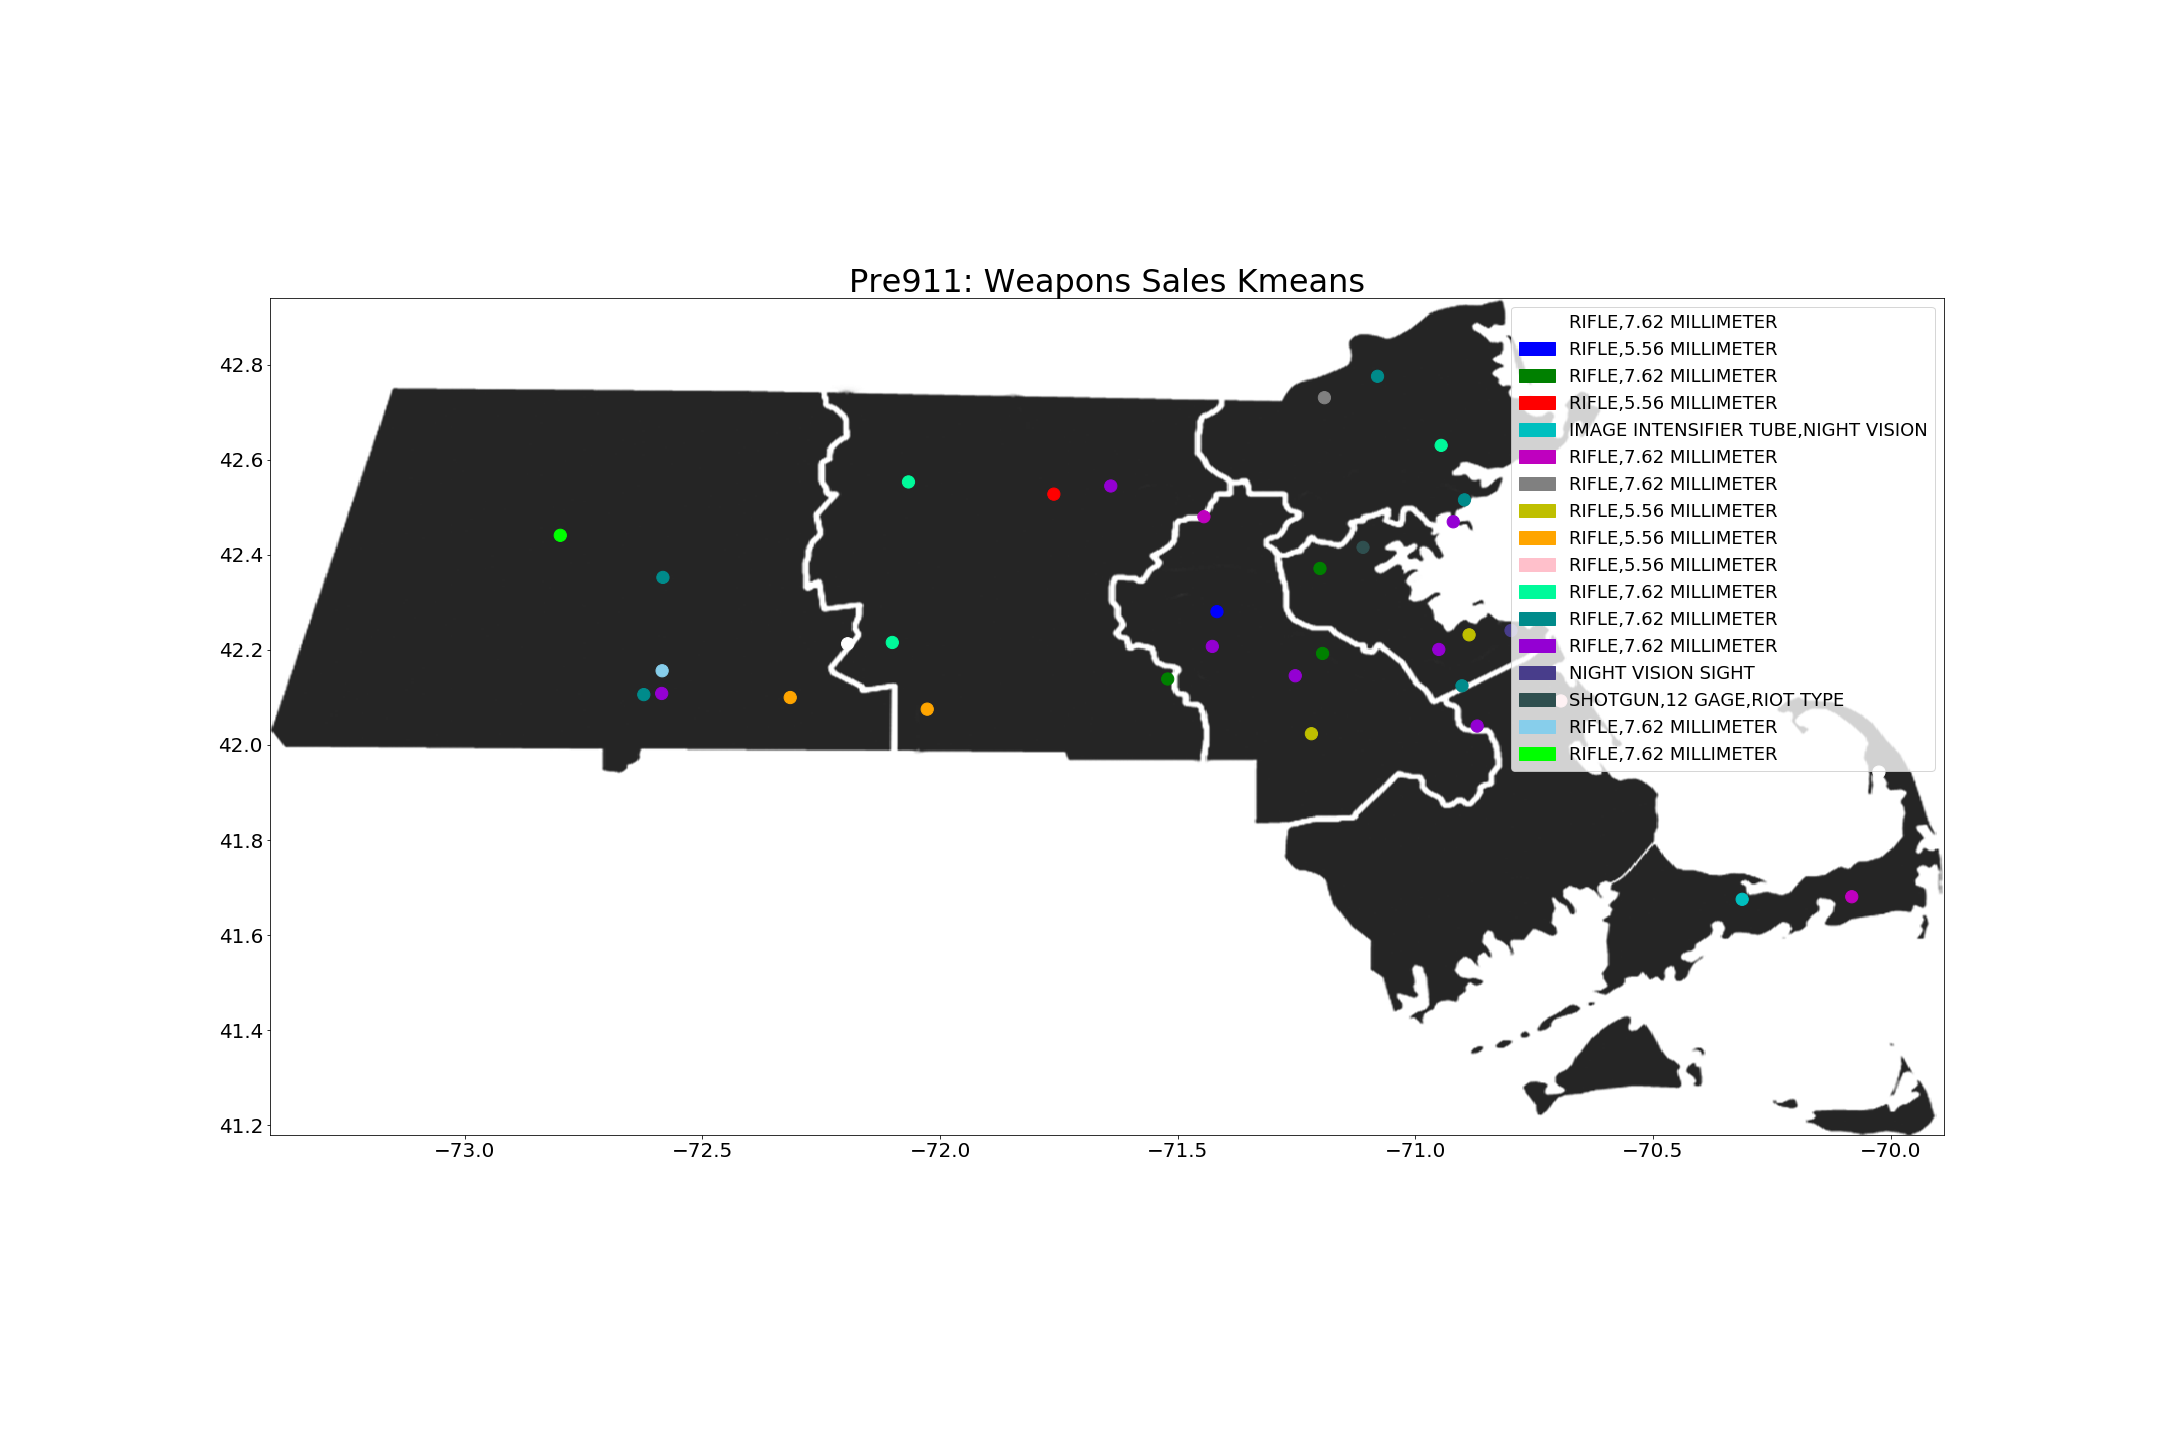 Pre911: Weapons Sales Kmeans
RIFLE,7.62 MILLIMETER
RIFLE,5.56 MILLIMETER
RIFLE,7.62 MILLIMETER
RIFLE,5.56 MILLIMETER
IMAGE INTENSIFIER TUBE,NIGHT VISION
RIFLE,7.62 MILLIMETER
RIFLE,7.62 MILLIMETER
RIFLE,5.56 MILLIMETER
RIFLE,5.56 MILLIMETER
RIFLE,5.56 MILLIMETER
RIFLE,7.62 MILLIMETER
RIFLE,7.62 MILLIMETER
RIFLE,7.62 MILLIMETER
NIGHT VISION SIGHT
SHOTGUN,12 GAGE,RIOT TYPE
RIFLE,7.62 MILLIMETER
RIFLE,7.62 MILLIMETER
42.8
42.6
42.4
42.2
42.0
41.8
41.6
41.4
41.2
−73.0 −72.5 −72.0 −71.5 −71.0 −70.5 −70.0